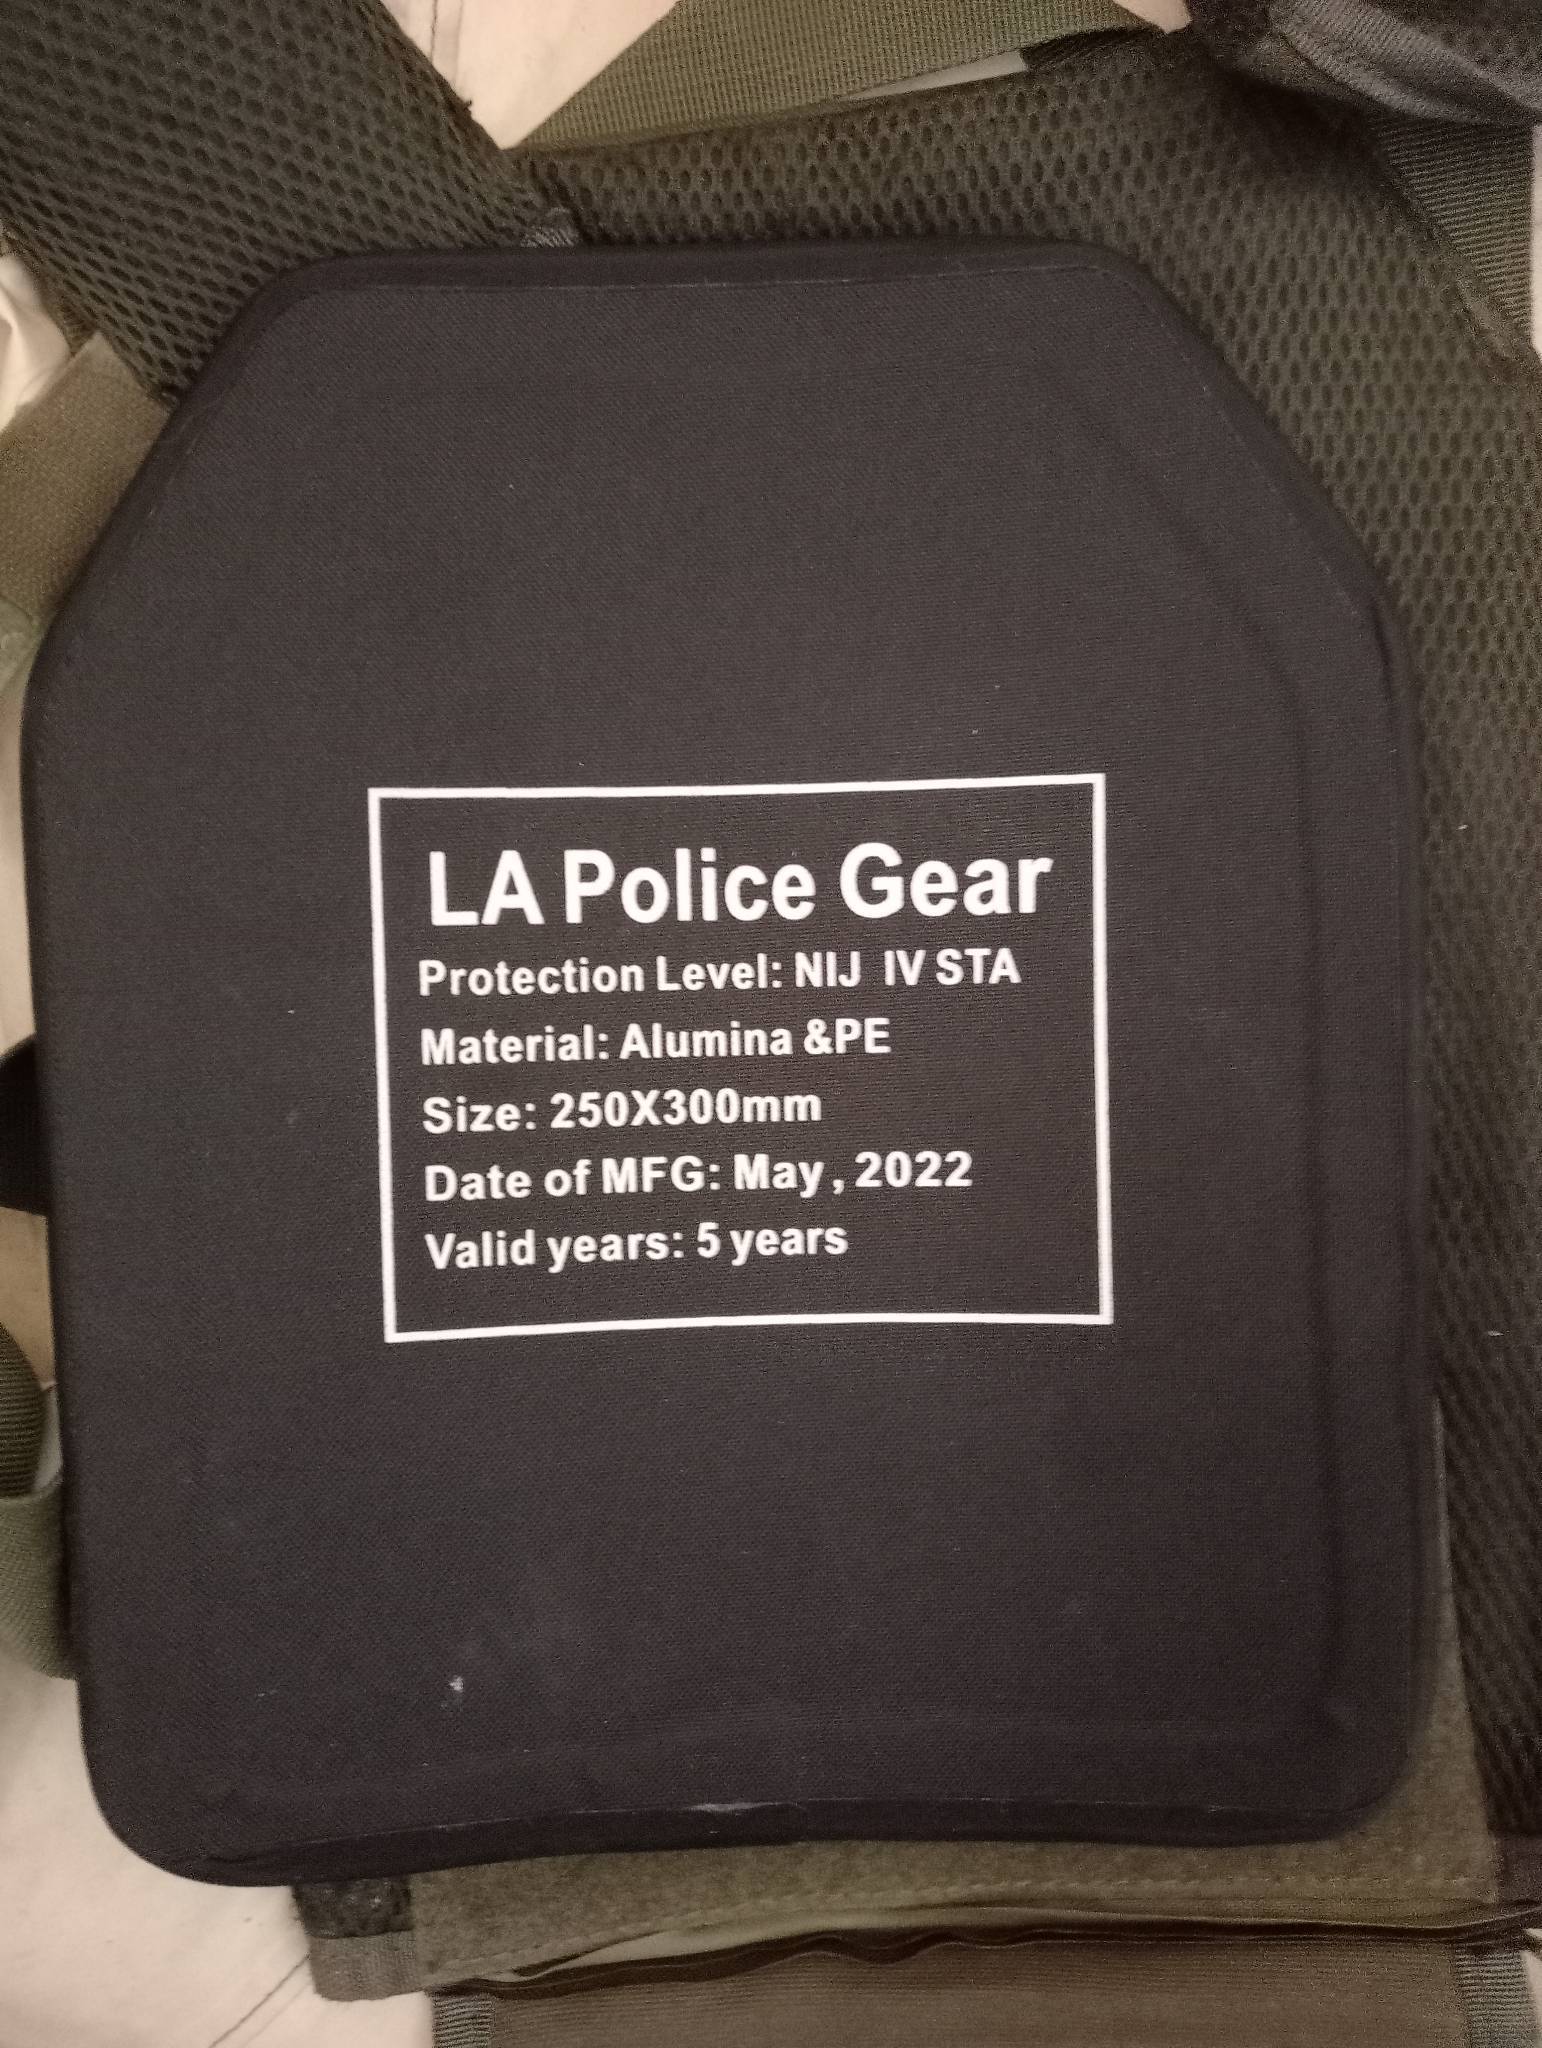 LA Police Gear
Protection Level: NIJ IV STA
Material: Alumina &PE
Size: 250X300mm
Date of MFG: May, 2022
Valid years: 5 years